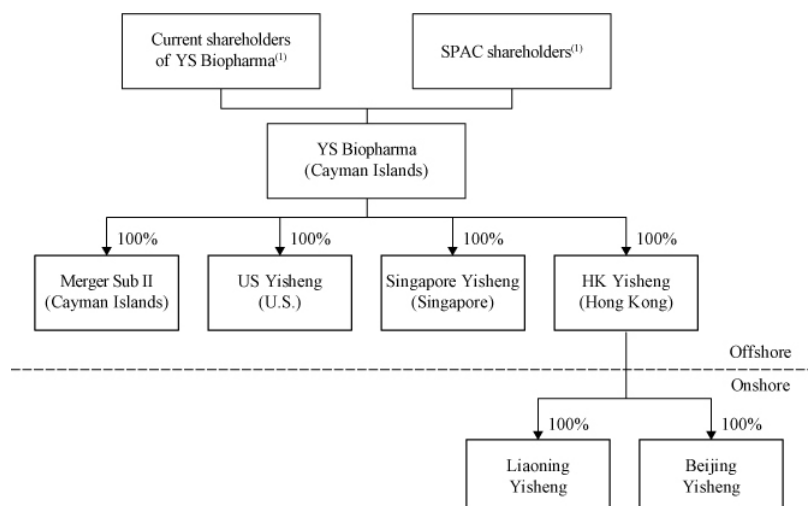 Current shareholders
of YS Biopharma(1)
SPAC shareholders(1)
YS Biopharma
(Cayman Islands)
100%
100%
100%
100%
Merger Sub II
(Cayman Islands)
US Yisheng
(U.S.)
Singapore Yisheng
(Singapore)
HK Yisheng
(Hong Kong)
Offshore
Onshore
100%
100%
Liaoning
Yisheng
Beijing
Yisheng